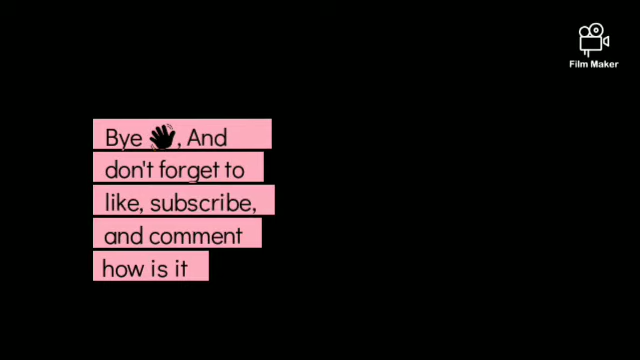 Film Maker
Bye 👋, And
don't forget to
like, subscribe,
and comment
how is it